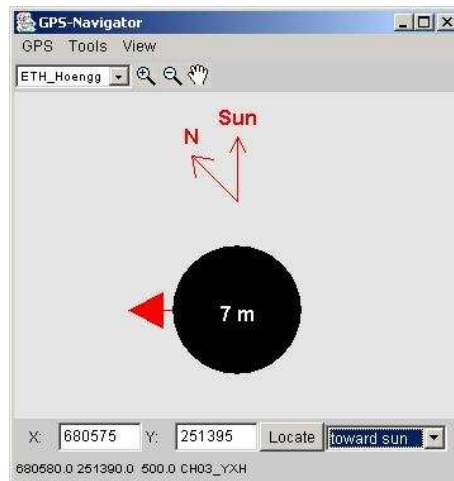 GPS-Navigator
GPS Tools View
ETH_Hoengg
Sun
N
7 m
X: 680575 Y: 251395 Locate toward sun
680580.0 251390.0 500.0 CH03_YXH